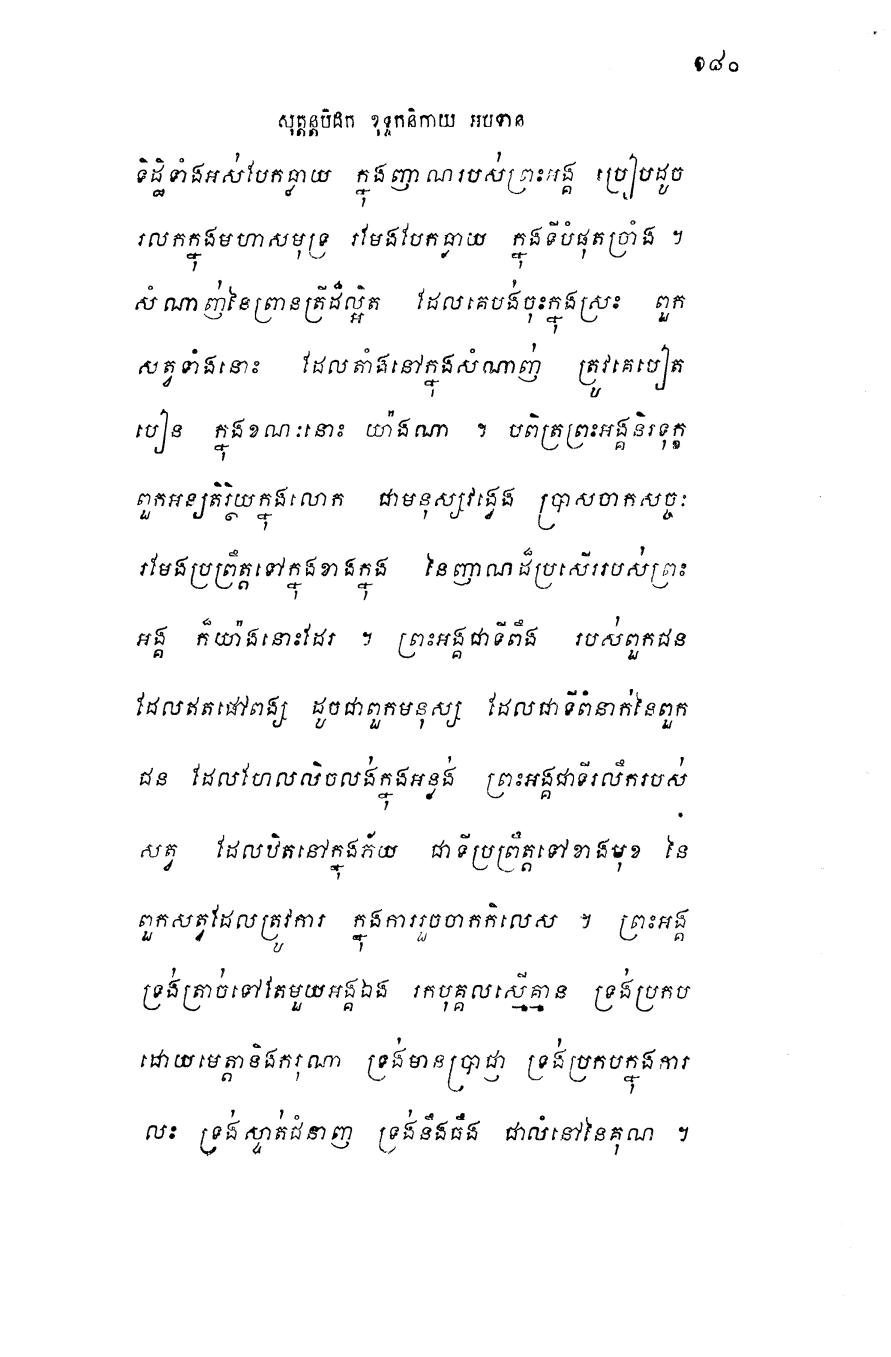 ១៨០
សុត្តន្តបិដក ខុទ្ទកនិកាយ អបទាន
ទិដ្ឋិទាំងអស់បែកធ្លាយ ក្នុងញាណរបស់ព្រះអង្គ ប្រៀបដូច
រលកក្នុងមហាសមុទ្រ រមែងបែកធ្លាយ ក្នុងទីបំផុតច្រាំង ។
សំណាញ់នៃព្រានត្រីដ៏ល្អិត ដែលគេបង់ចុះក្នុងស្រះ ពួក
សត្វទាំងនោះ ដែលតាំងនៅក្នុងសំណាញ់ ត្រូវគេបៀត
បៀន ក្នុងខណៈនោះ យ៉ាងណា ។ បពិត្រព្រះអង្គនិរទុក្ខ
ពួកអន្យតិរ្ថិយក្នុងលោក ជាមនុស្សវង្វេង ប្រាសចាកសច្ចៈ
រមែងប្រព្រឹត្តទៅក្នុងខាងក្នុង នៃញាណដ៏ប្រសើររបស់ព្រះ
អង្គ ក៏យ៉ាងនោះដែរ ។ ព្រះអង្គជាទីពឹង របស់ពួកជន
ដែលឥតផៅពង្ស ដូចជាពួកមនុស្ស ដែលជាទីពំនាក់នៃពួក
ជន ដែលហែលលិចលង់ក្នុងអន្លង់ ព្រះអង្គជាទីរលឹករបស់
សត្វ ដែលឋិតនៅក្នុងភ័យ ជាទីប្រព្រឹត្តទៅខាងមុខ នៃ
ពួកសត្វដែលត្រូវការ ក្នុងការរួចចាកកិលេស ។ ព្រះអង្គ
ទ្រង់ត្រាច់ទៅតែមួយអង្គឯង រកបុគ្គលស្មើគ្មាន ទ្រង់ប្រកប
ដោយមេត្តានិងករុណា ទ្រង់មានប្រាជ្ញា ទ្រង់ប្រកបក្នុងការ
លះ ទ្រង់ស្ទាត់ជំនាញ ទ្រង់នឹងធឹង ជាលំនៅនៃគុណ ។